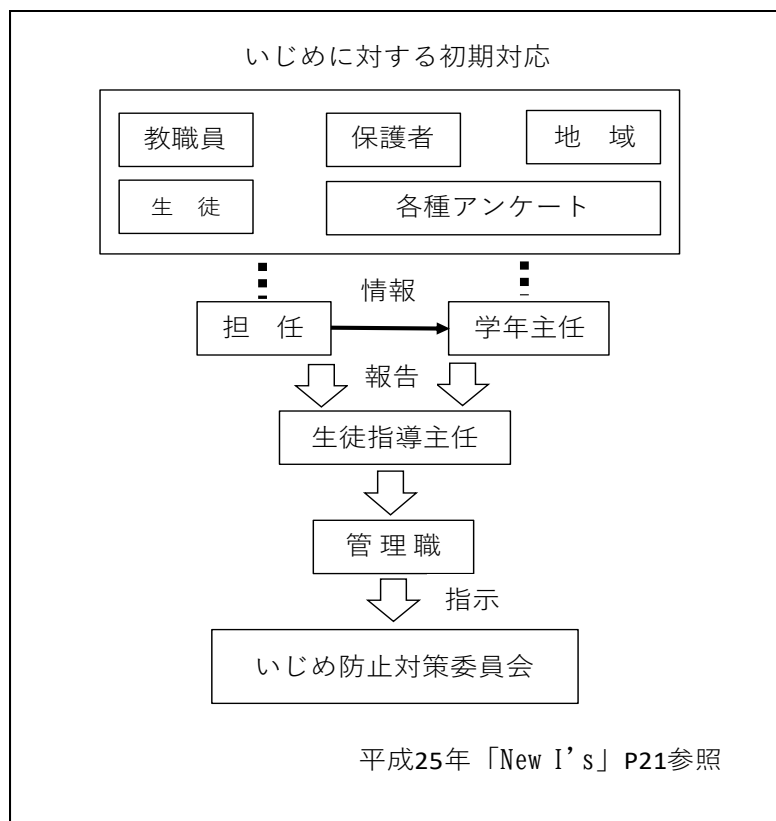 いじめに対する初期対応
教職員
保護者
地　域
生　徒
各種アンケート
情報
担　任
学年主任
報告
生徒指導主任
管 理 職
指示
いじめ防止対策委員会
平成25年「New I’s」P21参照